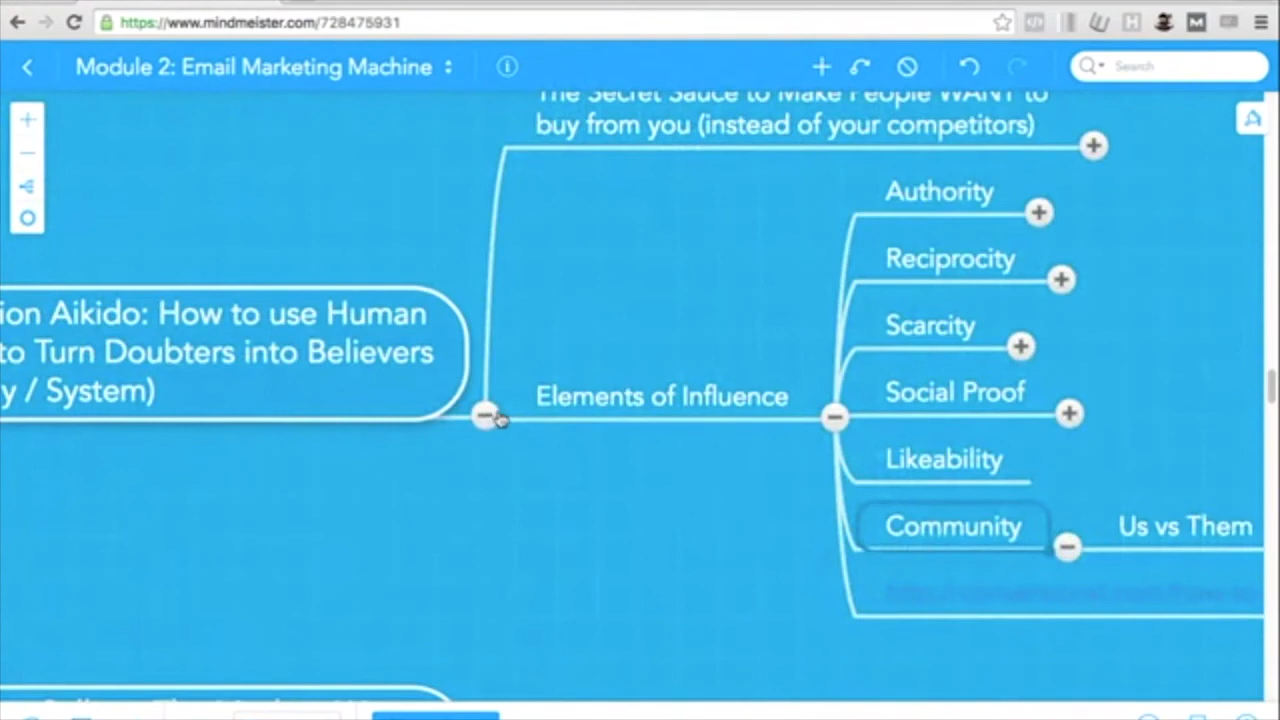 https://www.mindmeister.com/728475931
Module 2: Email Marketing Machine
Search
The Secret Sauce to Make People WANT to
buy from you (instead of your competitors)
Authority
Reciprocity
ion Aikido: How to use Human
Scarcity
to Turn Doubters into Believers
y / System)
Elements of Influence
Social Proof
Likeability
Community
Us vs Them